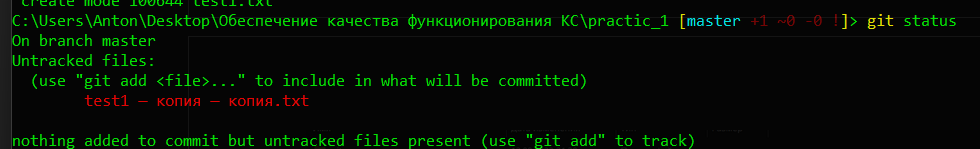 create mode 100644 test1.txt
C:\Users\Anton\Desktop\Обеспечение качества функционирования КС\practic_1 [master +1 ~0 -0 !]> git status
On branch master
Untracked files:
  (use "git add <file>..." to include in what will be committed)
        test1 — копия — копия.txt

nothing added to commit but untracked files present (use "git add" to track)